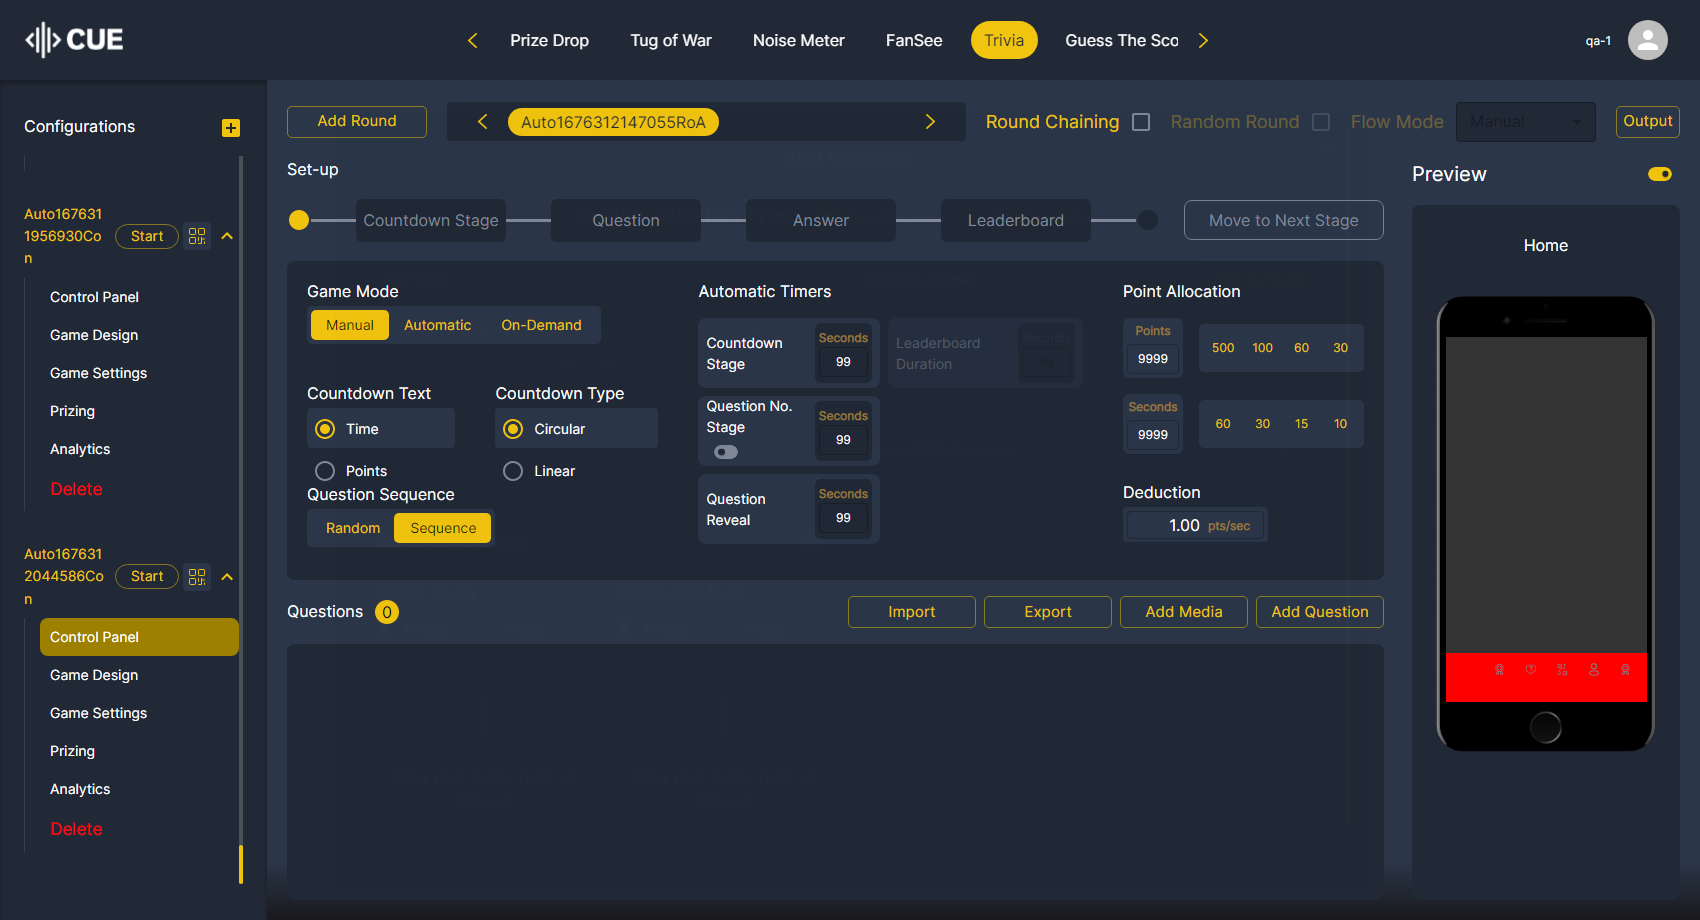 CUE
Prize Drop
Tug of War
Noise Meter
FanSee
Trivia
Guess The Sco
qa-1
Configurations
Auto167631
1956930Co
n
Start
Control Panel
Game Design
Game Settings
Prizing
Analytics
Delete
Auto167631
2044586Co
n
Start
Control Panel
Game Design
Game Settings
Prizing
Analytics
Delete
Add Round
Auto1676312147055RoA
Round Chaining
Random Round
Flow Mode
Manual
Output
Set-up
Countdown Stage
Question
Answer
Leaderboard
Move to Next Stage
Game Mode
Manual
Automatic
On-Demand
Countdown Text
Time
Points
Countdown Type
Circular
Linear
Question Sequence
Random
Sequence
Automatic Timers
Countdown
Stage
Seconds
99
Leaderboard
Duration
Seconds
Question No.
Stage
Seconds
99
Question
Reveal
Seconds
99
Point Allocation
Points
9999
500 100 60 30
Seconds
9999
60 30 15 10
Deduction
1.00 pts/sec
Questions 0
Import
Export
Add Media
Add Question
Preview
Home